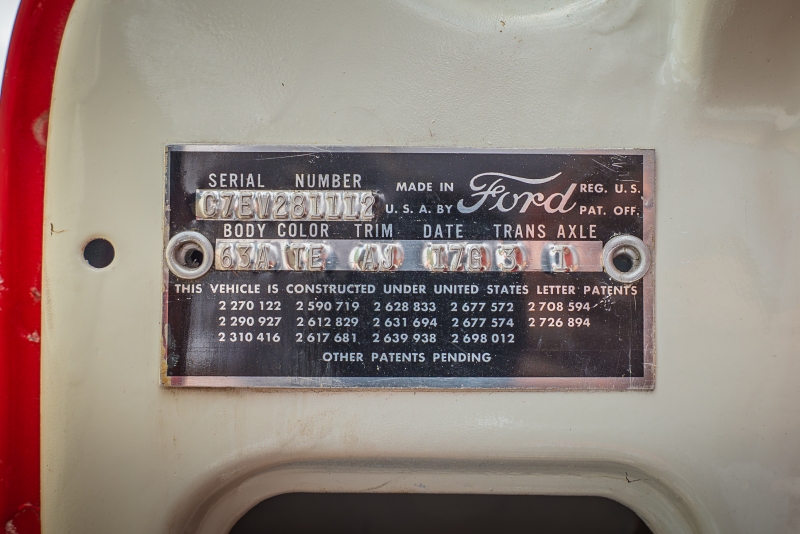 SERIAL NUMBER
MADE IN Ford REG. U.S.
C7EV281112 U.S.A. BY PAT. OFF.
BODY COLOR TRIM DATE TRANS AXLE
63A TE AJ 17G 3 1
THIS VEHICLE IS CONSTRUCTED UNDER UNITED STATES LETTER PATENTS
2 270 122 2 590 719 2 628 833 2 677 572 2 708 594
2 290 927 2 612 829 2 631 694 2 677 574 2 726 894
2 310 416 2 617 681 2 639 938 2 698 012
OTHER PATENTS PENDING